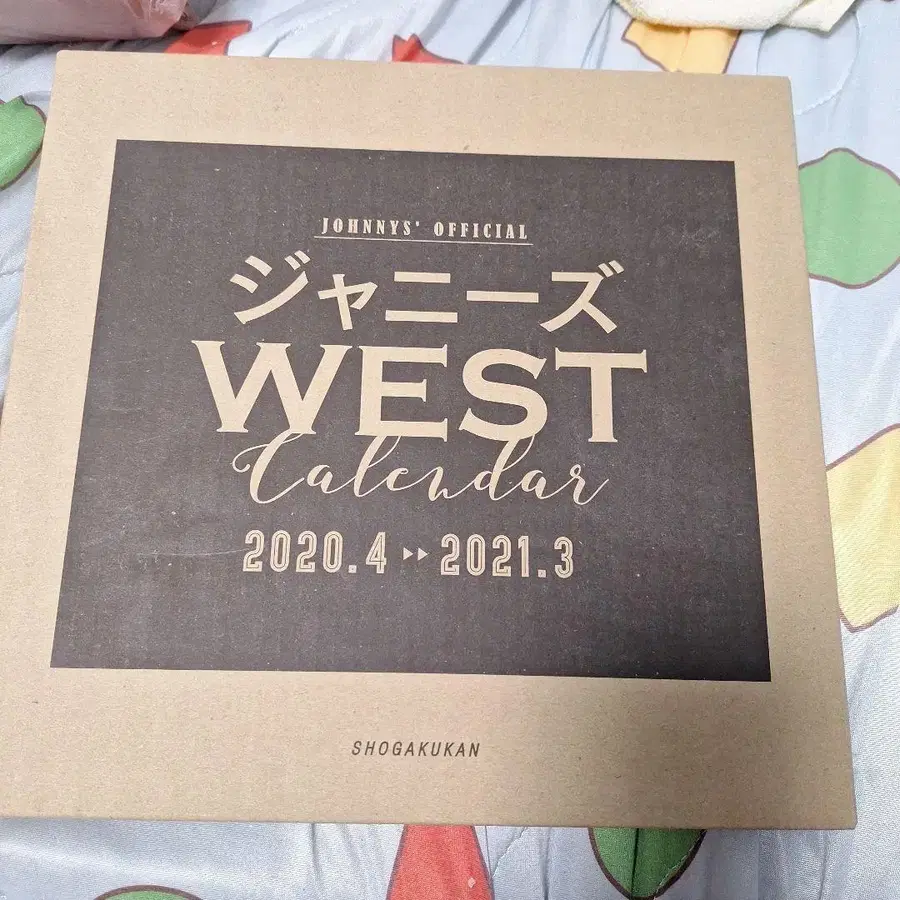 JOHNNYS' OFFICIAL
ジャニーズ
WEST
Calendar
2020.4 ▸▸ 2021.3
SHOGAKUKAN